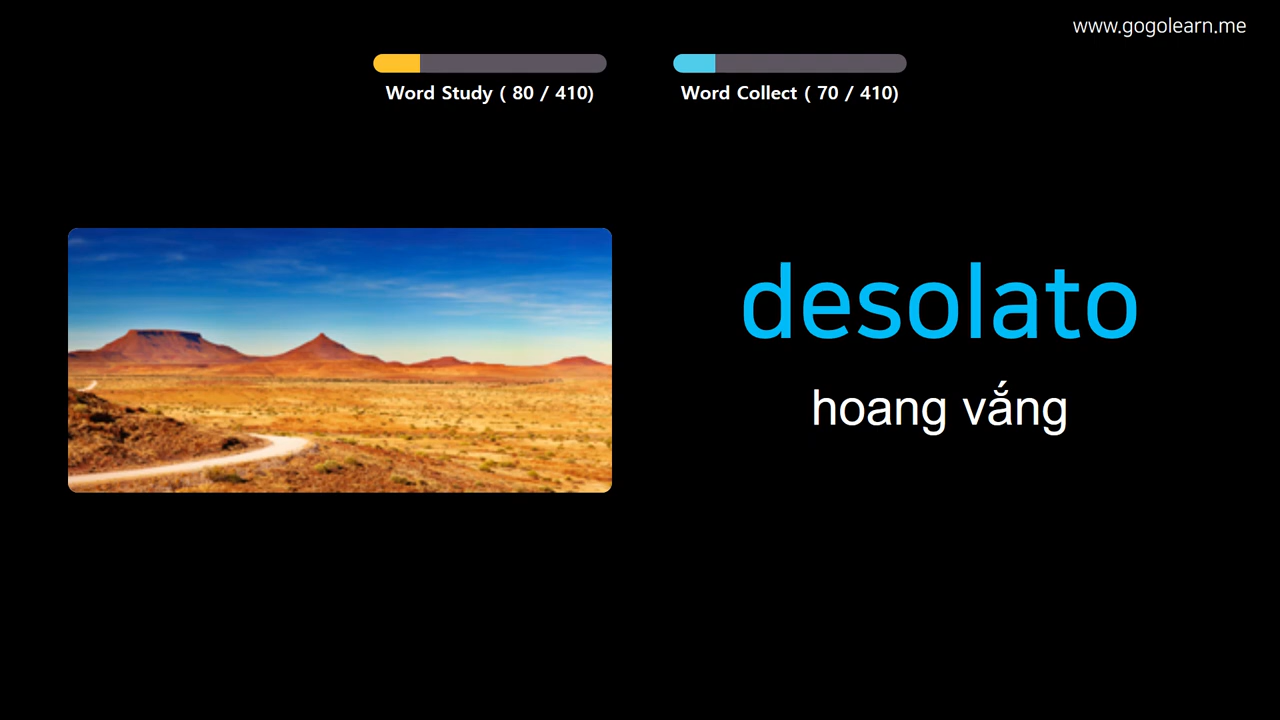 www.gogolearn.me
Word Study ( 80 / 410)
Word Collect ( 70 / 410)
desolato
hoang vắng